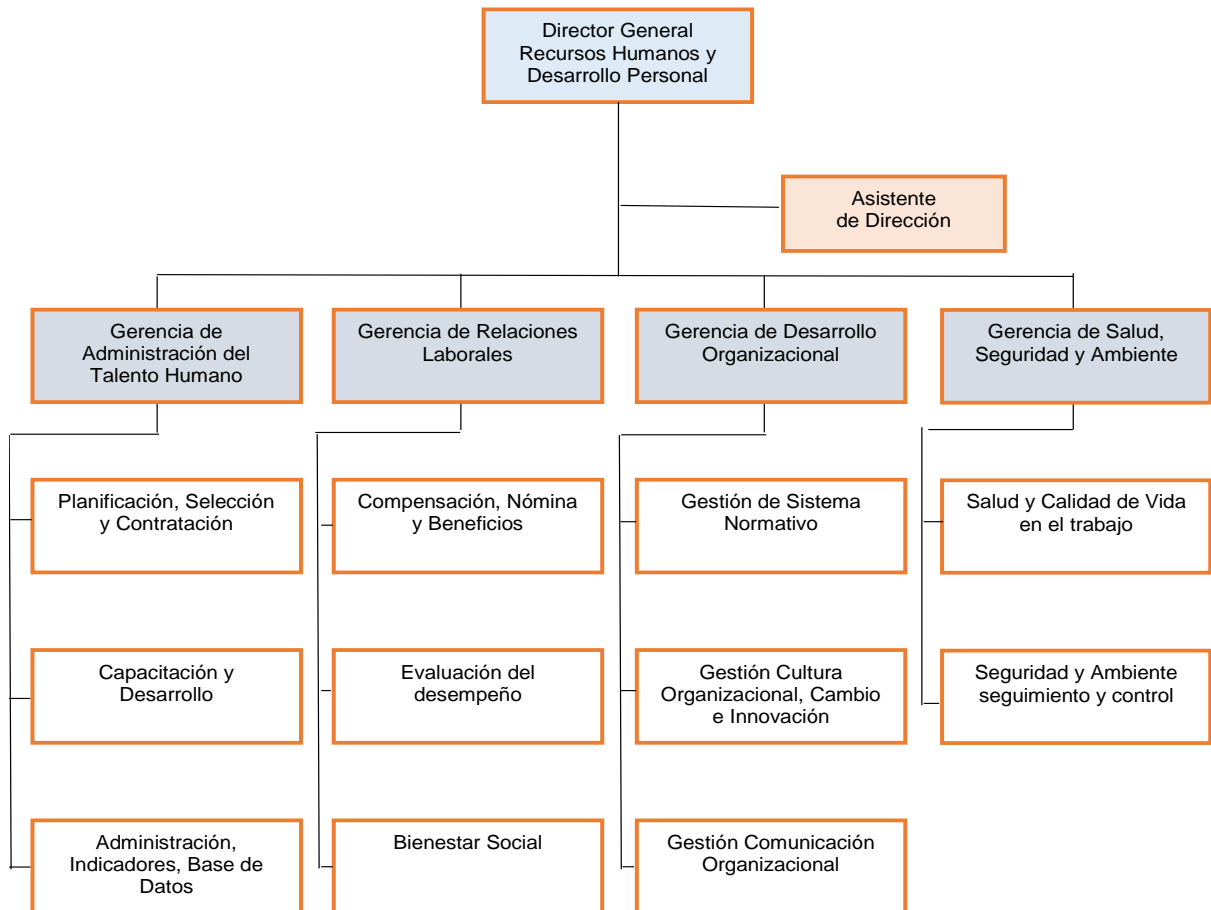 Director General
Recursos Humanos y
Desarrollo Personal
Asistente
de Dirección
Gerencia de
Administración del
Talento Humano
Gerencia de Relaciones
Laborales
Gerencia de Desarrollo
Organizacional
Gerencia de Salud,
Seguridad y Ambiente
Planificación, Selección
y Contratación
Compensación, Nómina
y Beneficios
Gestión de Sistema
Normativo
Salud y Calidad de Vida
en el trabajo
Capacitación y
Desarrollo
Evaluación del
desempeño
Gestión Cultura
Organizacional, Cambio
e Innovación
Seguridad y Ambiente
seguimiento y control
Administración,
Indicadores, Base de
Datos
Bienestar Social
Gestión Comunicación
Organizacional